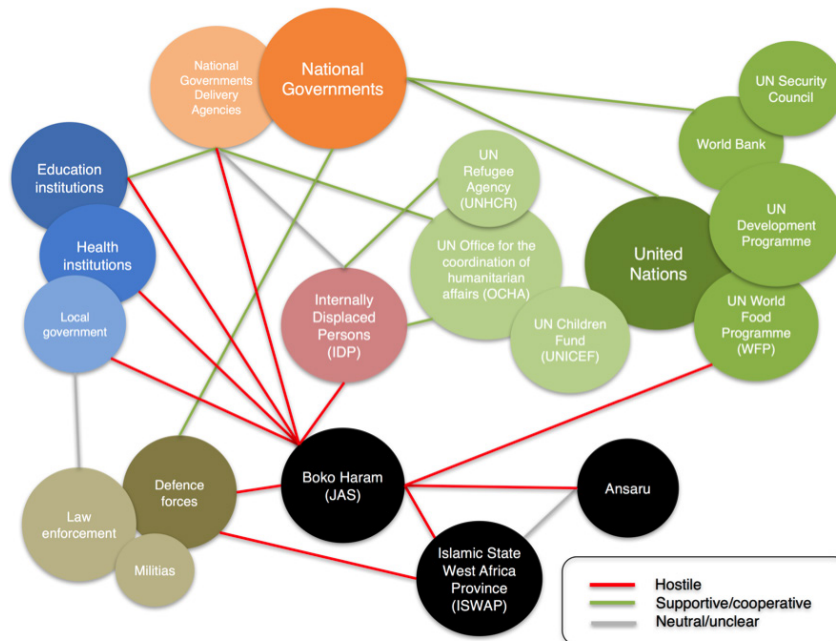 National
Governments
Delivery
Agencies
National
Governments
UN Security
Council
World Bank
Education
institutions
UN
Refugee
Agency
(UNHCR)
UN
Development
Programme
Health
institutions
UN Office for the
coordination of
humanitarian
affairs (OCHA)
United
Nations
Local
government
Internally
Displaced
Persons
(IDP)
UN Children
Fund
(UNICEF)
UN World
Food
Programme
(WFP)
Boko Haram
(JAS)
Ansaru
Defence
forces
Law
enforcement
Militias
Islamic State
West Africa
Province
(ISWAP)
Hostile
Supportive/cooperative
Neutral/unclear